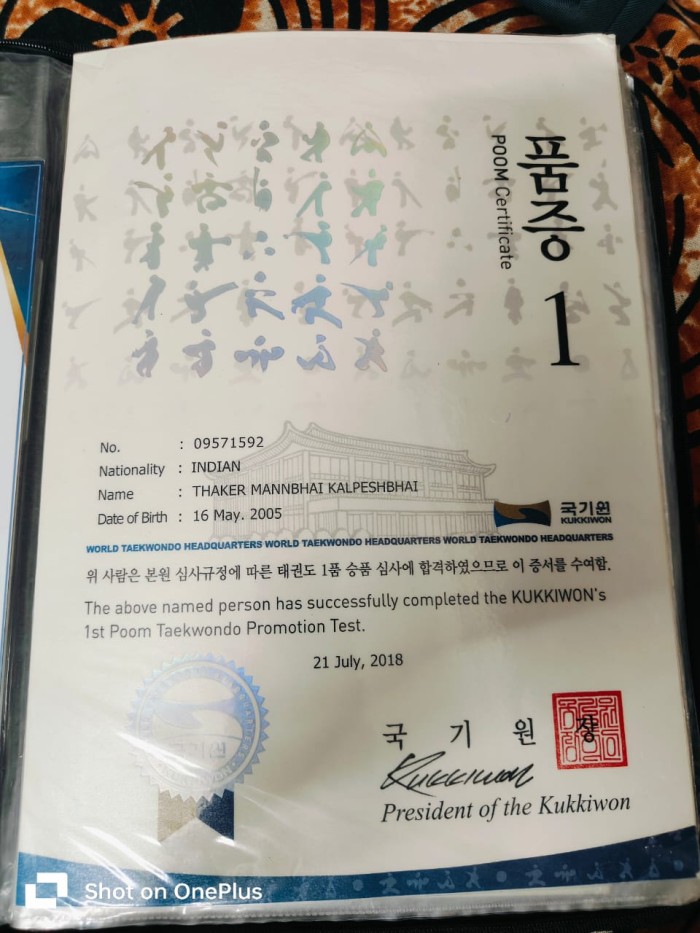 품증
POOM Certificate
1
No. : 09571592
Nationality : INDIAN
Name : THAKER MANNBHAI KALPESHBHAI
Date of Birth : 16 May. 2005
국기원
KUKKIWON
WORLD TAEKWONDO HEADQUARTERS WORLD TAEKWONDO HEADQUARTERS WORLD TAEKWONDO HEADQUARTERS
위 사람은 본원 심사규정에 따른 태권도 1품 승품 심사에 합격하였으므로 이 증서를 수여함.
The above named person has successfully completed the KUKKIWON's
1st Poom Taekwondo Promotion Test.
21 July, 2018
국기원
국 기 원 장
Kukkiwon
President of the Kukkiwon
Shot on OnePlus